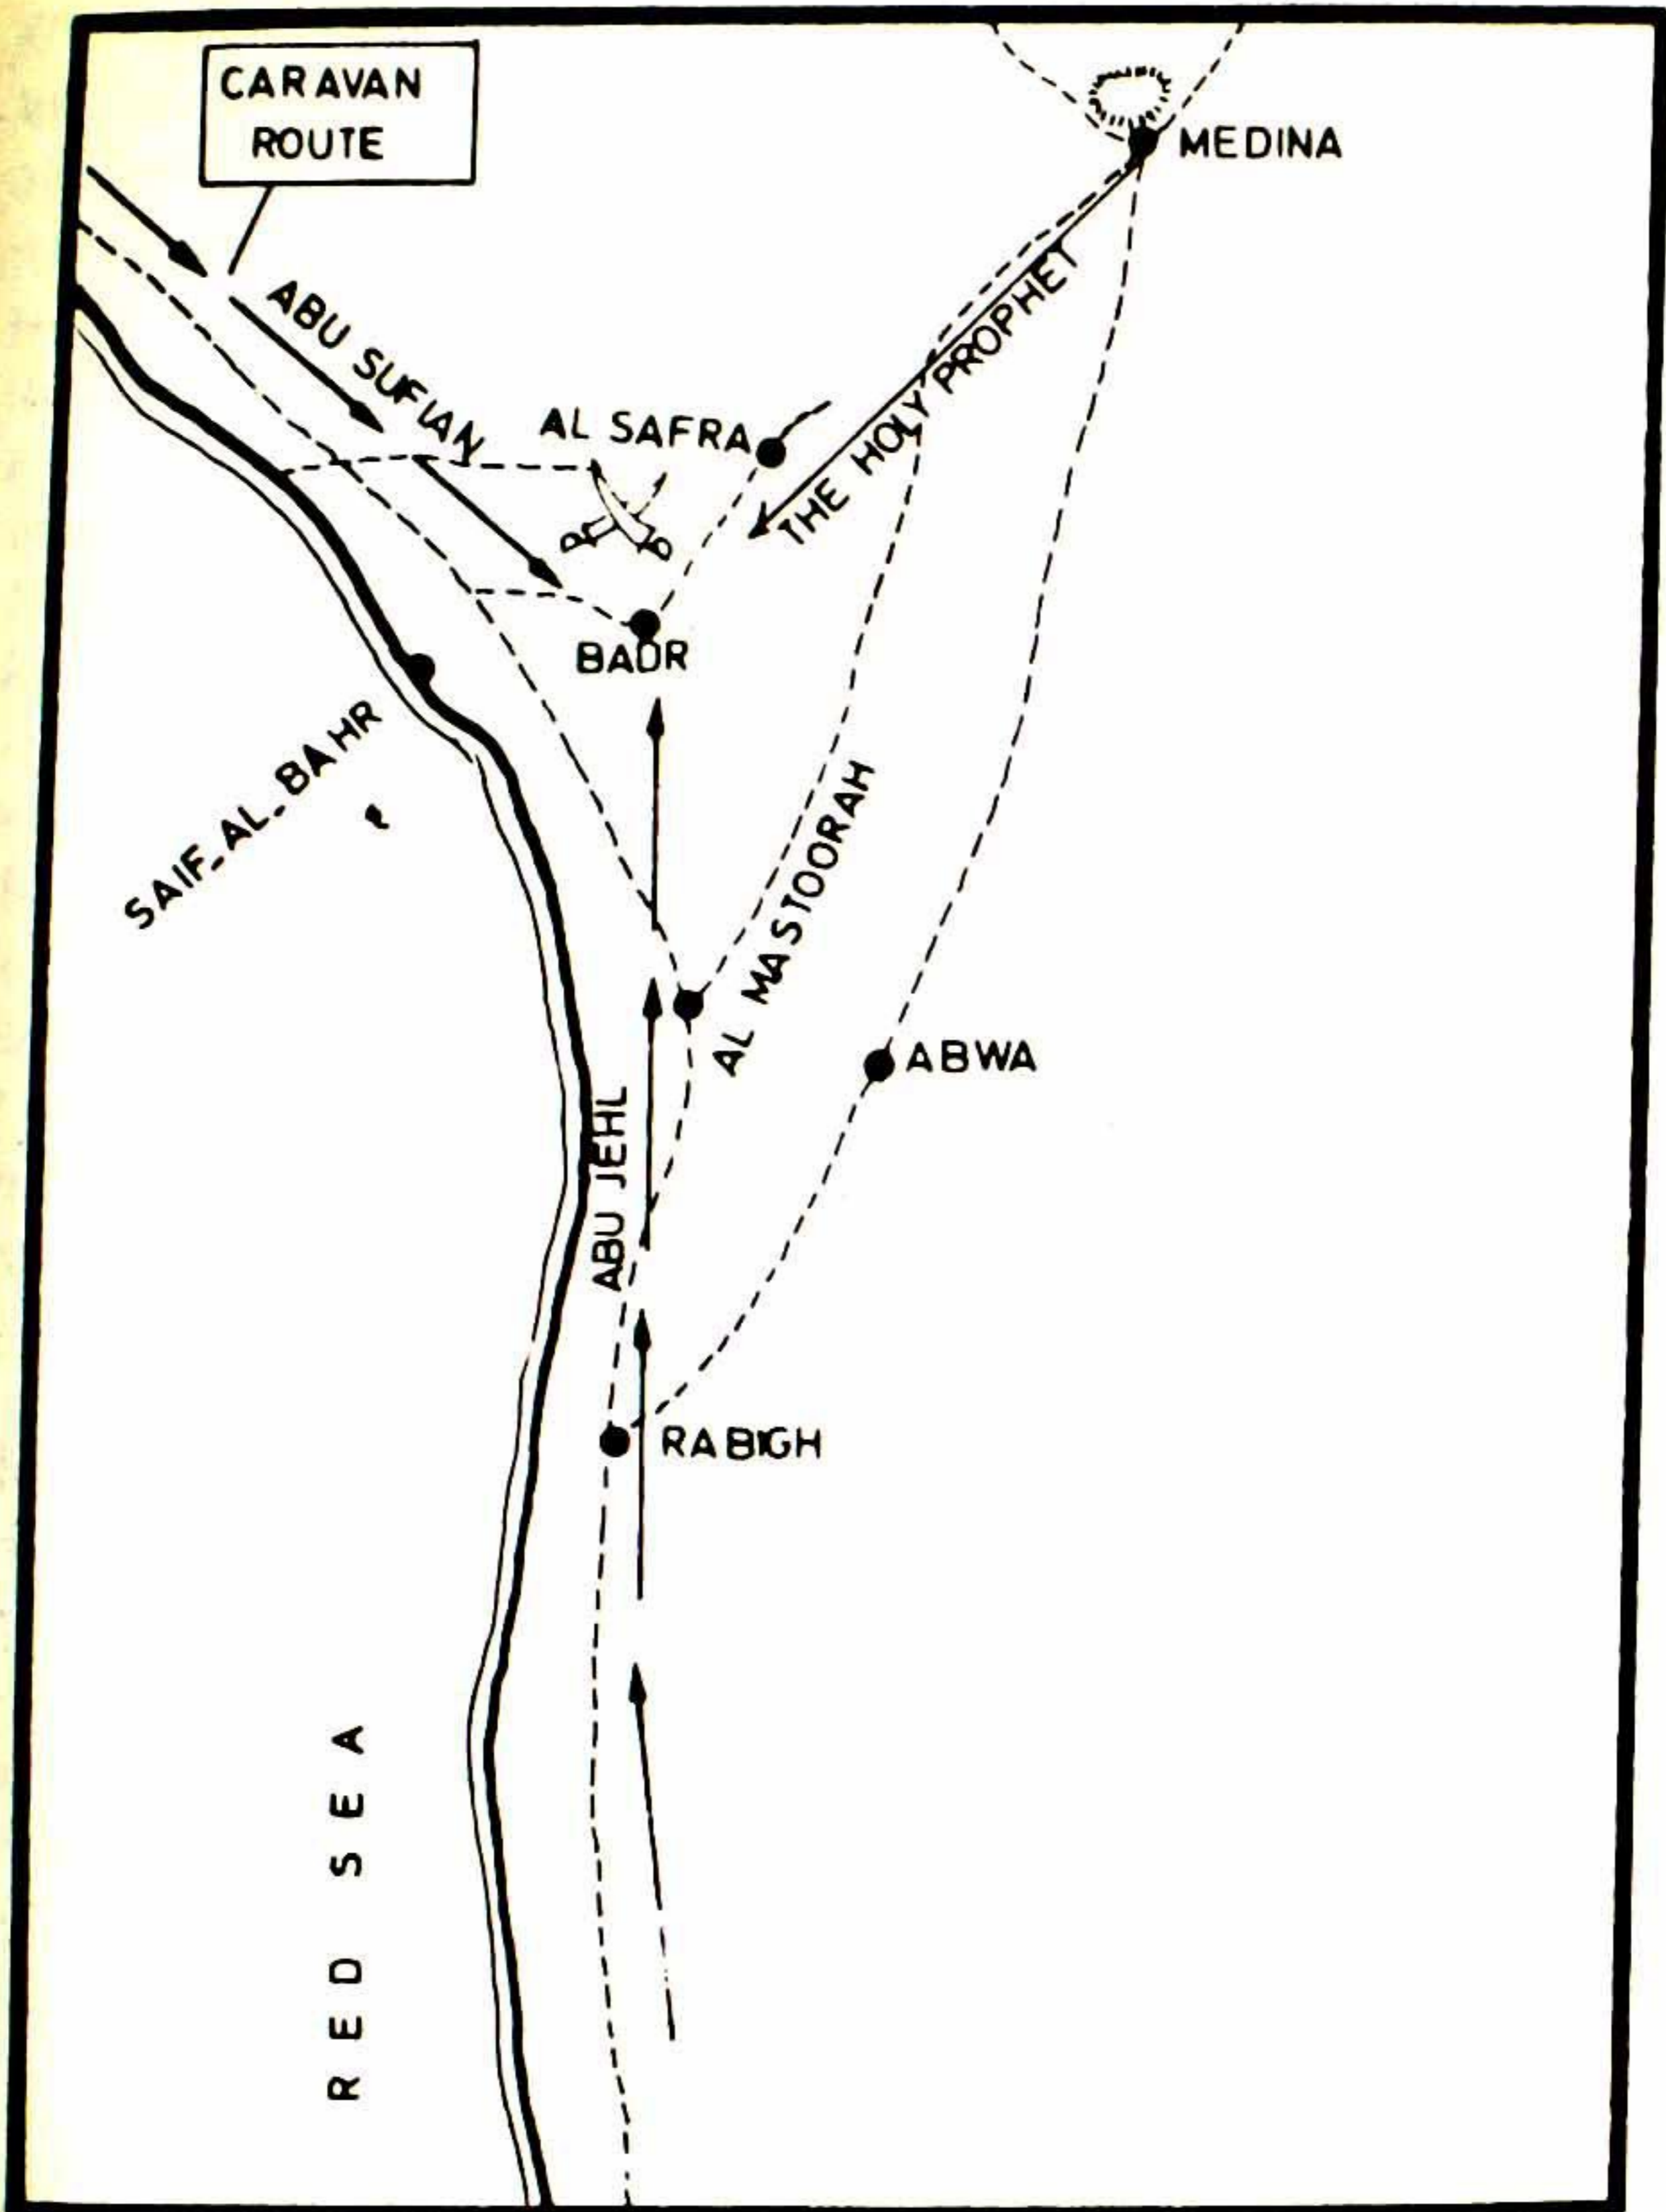 CARAVAN
ROUTE
MEDINA
ABU SUFIAN
THE HOLY PROPHET
AL SAFRA
BADR
SAIF_AL_BAHR
AL MASTOORAH
ABWA
ABU JEHL
RABIGH
RED SEA